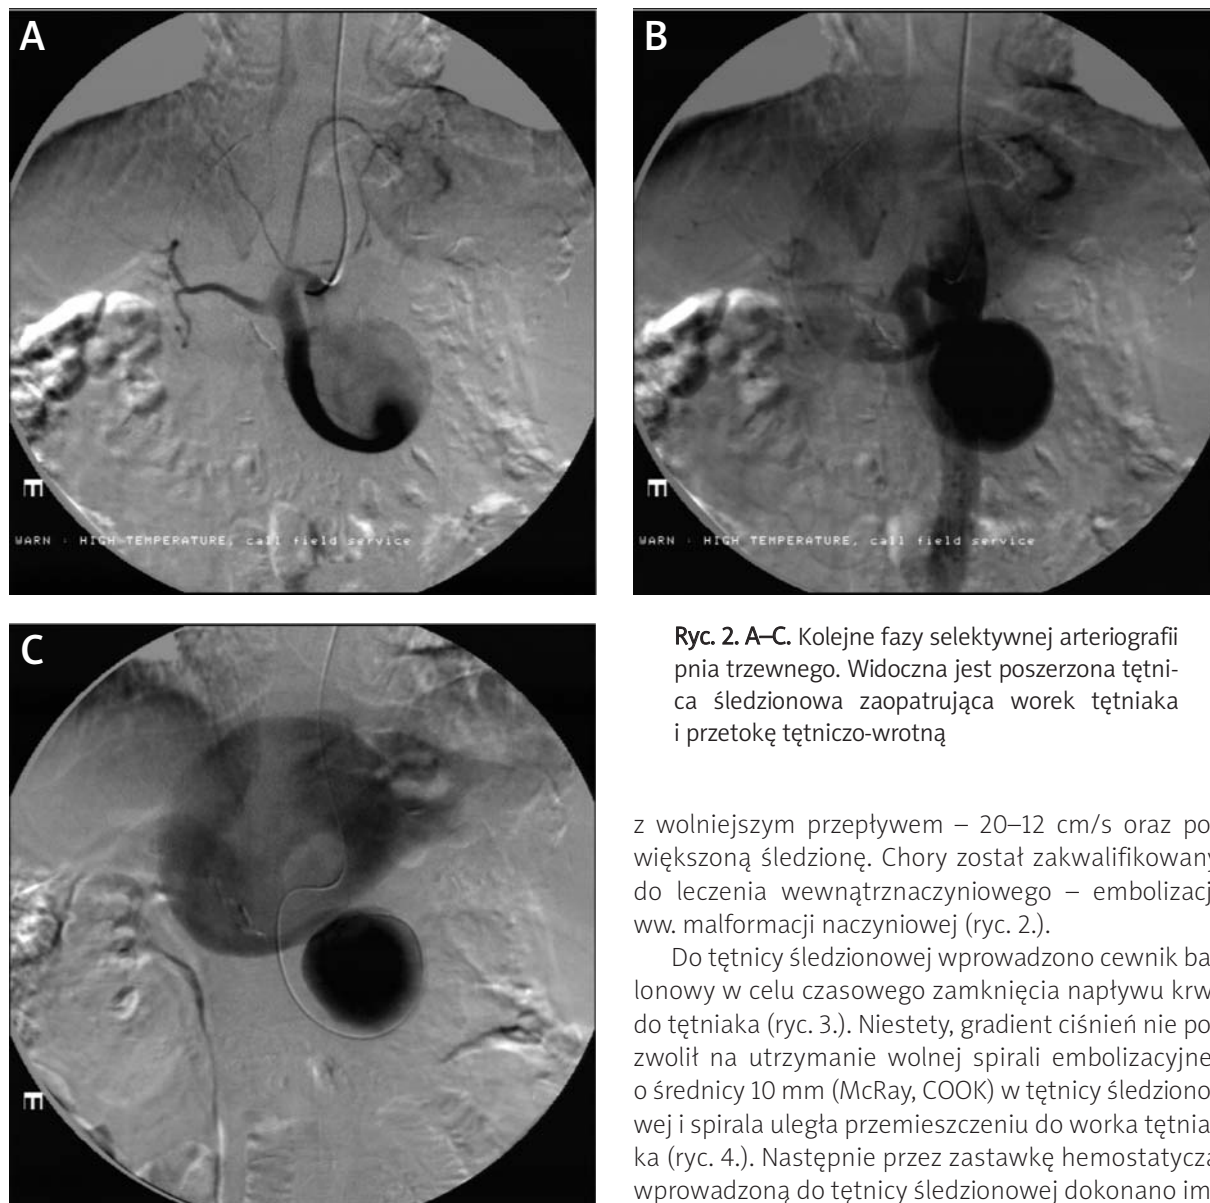 A
B
WARN : HIGH TEMPERATURE, call field service
WARN : HIGH TEMPERATURE, call field service
C
Ryc. 2. A–C. Kolejne fazy selektywnej arteriografii
pnia trzewnego. Widoczna jest poszerzona tętni-
ca śledzionowa zaopatrująca worek tętniaka
i przetokę tętniczo-wrotną
z wolniejszym przepływem – 20–12 cm/s oraz po
większoną śledzionę. Chory został zakwalifikowany
do leczenia wewnątrznaczyniowego – embolizacj
ww. malformacji naczyniowej (ryc. 2.).
Do tętnicy śledzionowej wprowadzono cewnik ba
lonowy w celu czasowego zamknięcia napływu krw
do tętniaka (ryc. 3.). Niestety, gradient ciśnień nie po
zwolił na utrzymanie wolnej spirali embolizacyjne
o średnicy 10 mm (McRay, COOK) w tętnicy śledziono
wej i spirala uległa przemieszczeniu do worka tętnia
ka (ryc. 4.). Następnie przez zastawkę hemostatyczą
wprowadzoną do tętnicy śledzionowej dokonano im